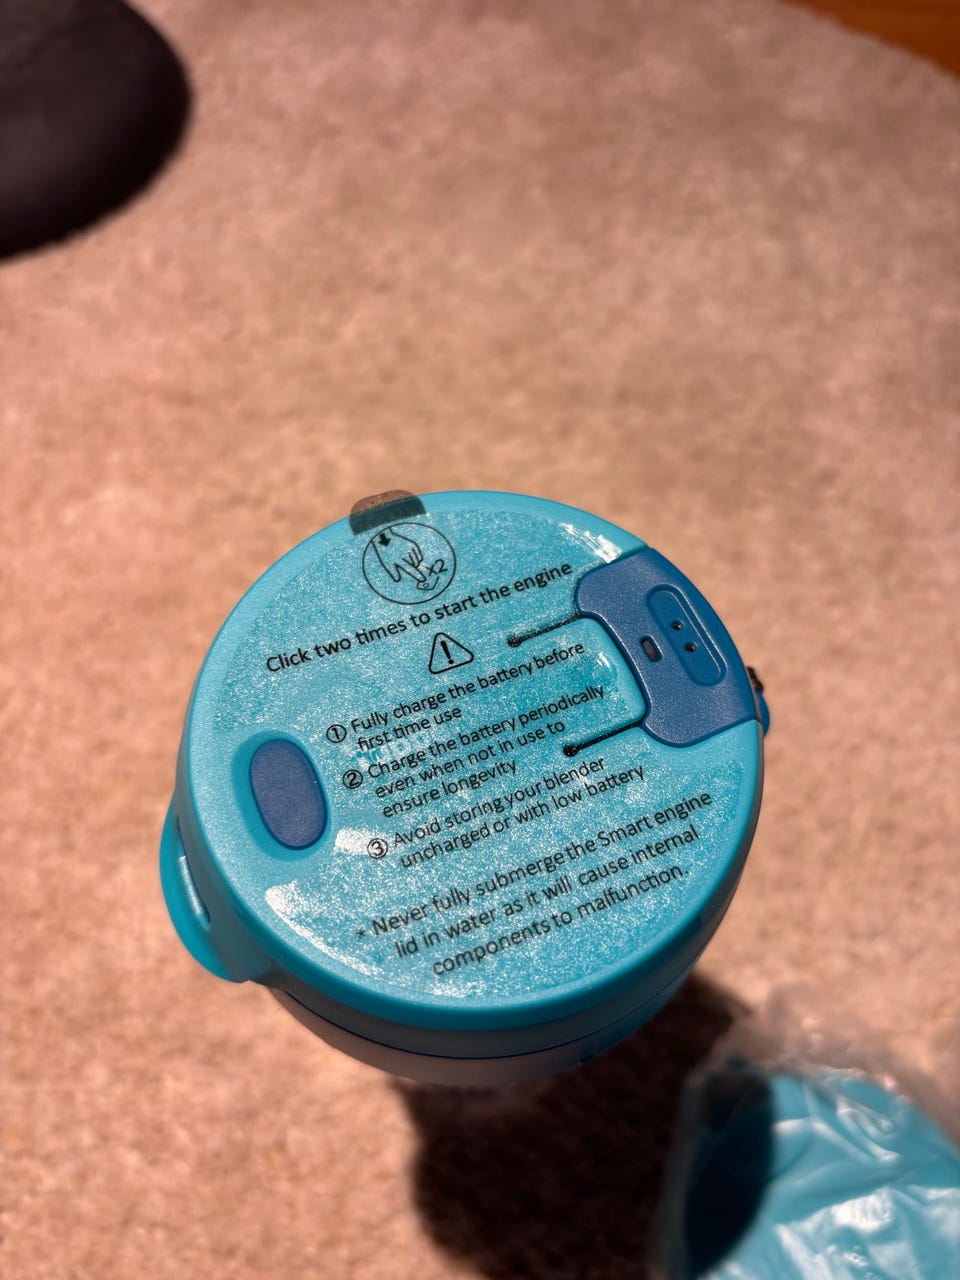 x2
Click two times to start the engine
① Fully charge the battery before
first time use
② Charge the battery periodically
even when not in use to
ensure longevity
③ Avoid storing your blender
uncharged or with low battery
* Never fully submerge the Smart engine
lid in water as it will cause internal
components to malfunction.